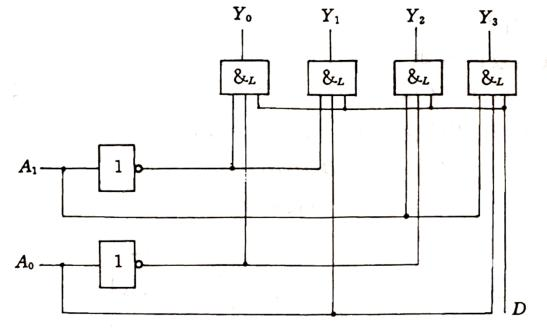 Y₀ Y₁ Y₂ Y₃
&L &L &L &L
A₁ 1
A₀ 1
D